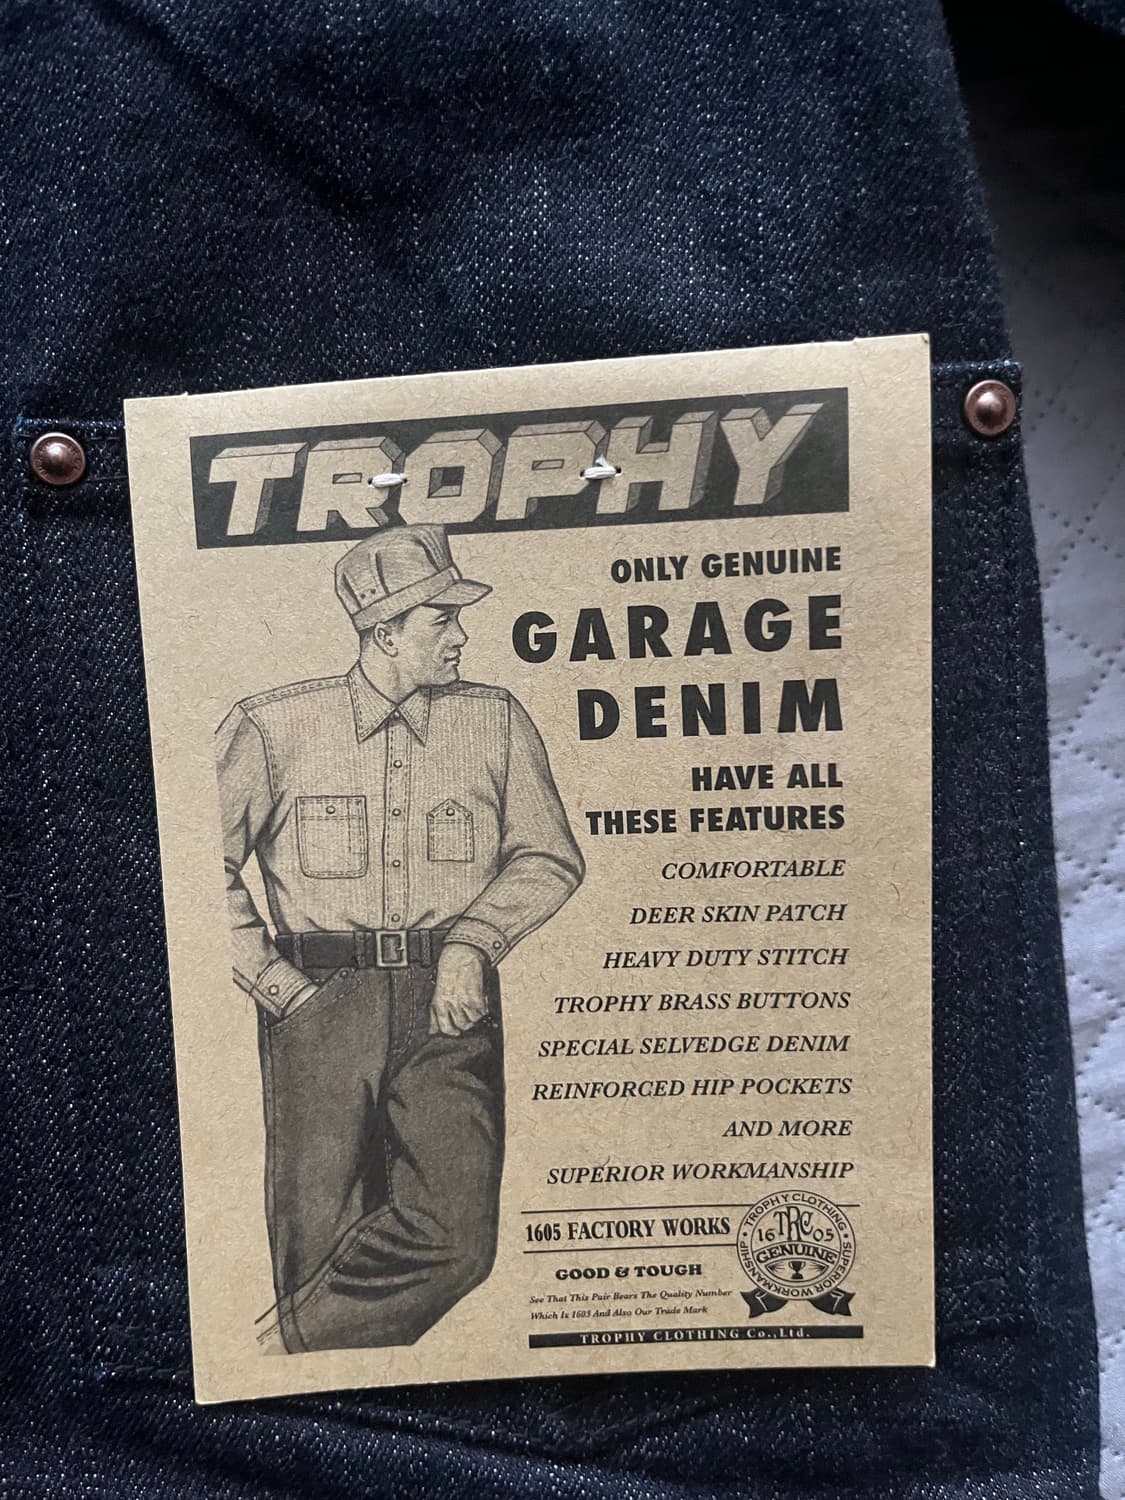 TROPHY
ONLY GENUINE
GARAGE
DENIM
HAVE ALL
THESE FEATURES
COMFORTABLE
DEER SKIN PATCH
HEAVY DUTY STITCH
TROPHY BRASS BUTTONS
SPECIAL SELVEDGE DENIM
REINFORCED HIP POCKETS
AND MORE
SUPERIOR WORKMANSHIP
1605 FACTORY WORKS
GOOD & TOUGH
See That This Pair Bears The Quality Number
Which Is 1605 And Also Our Trade Mark
TROPHY CLOTHING
16 TRC 05
GENUINE
SUPERIOR WORKMANSHIP
TROPHY CLOTHING Co.,Ltd.